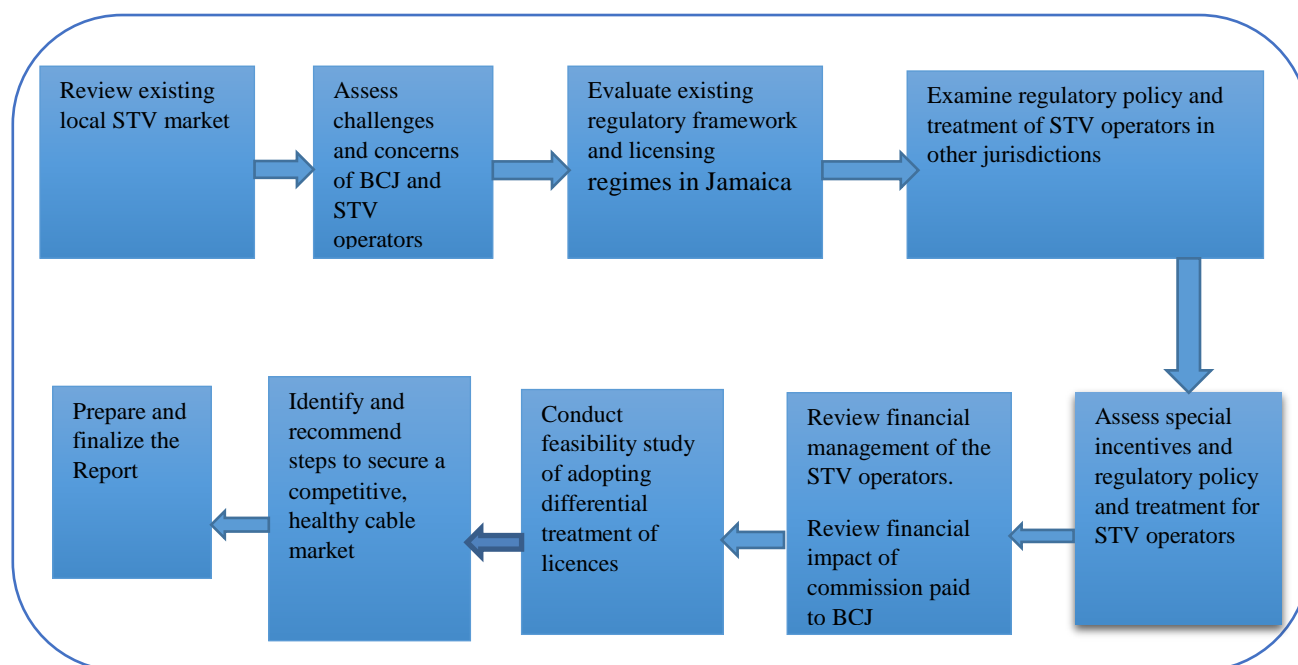 Review existing
local STV market
Assess
challenges
and concerns
of BCJ and
STV
operators
Evaluate existing
regulatory framework
and licensing
regimes in Jamaica
Examine regulatory policy and
treatment of STV operators in
other jurisdictions
Assess special
incentives and
regulatory policy
and treatment for
STV operators
Review financial
management of the
STV operators.
Review financial
impact of
commission paid
to BCJ
Conduct
feasibility study
of adopting
differential
treatment of
licences
Identify and
recommend
steps to secure a
competitive,
healthy cable
market
Prepare and
finalize the
Report